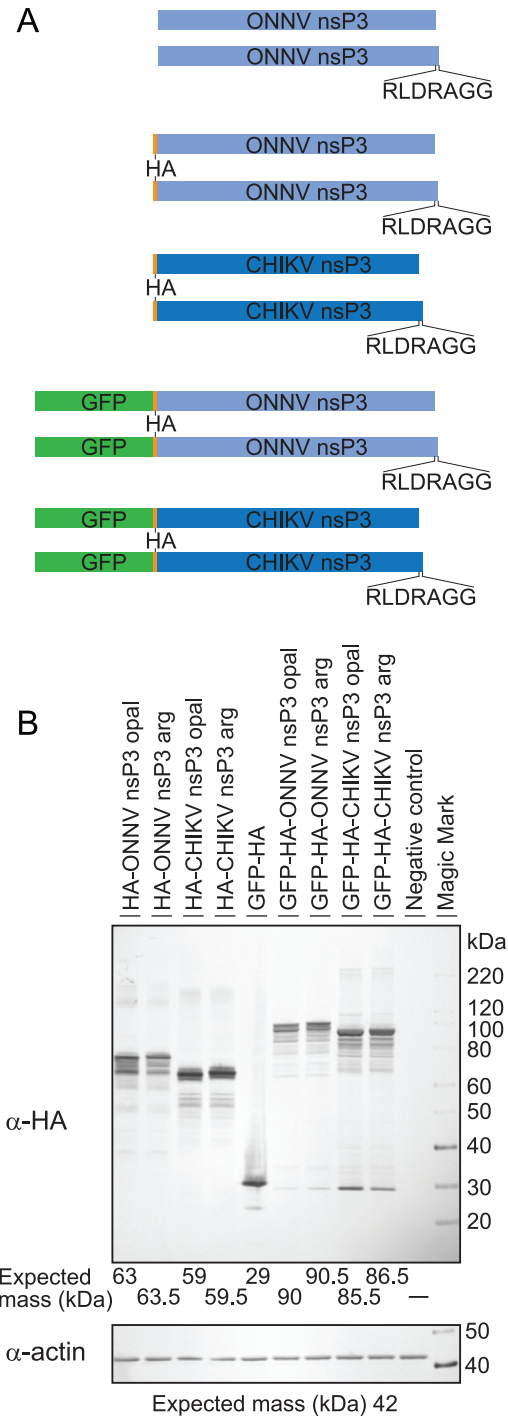 A
ONNV nsP3
ONNV nsP3
RLDRAGG
ONNV nsP3
HA
ONNV nsP3
RLDRAGG
CHIKV nsP3
HA
CHIKV nsP3
RLDRAGG
GFP ONNV nsP3
HA
GFP ONNV nsP3
RLDRAGG
GFP CHIKV nsP3
HA
GFP CHIKV nsP3
RLDRAGG
B
HA-ONNV nsP3 opal
HA-ONNV nsP3 arg
HA-CHIKV nsP3 opal
HA-CHIKV nsP3 arg
GFP-HA
GFP-HA-ONNV nsP3 opal
GFP-HA-ONNV nsP3 arg
GFP-HA-CHIKV nsP3 opal
GFP-HA-CHIKV nsP3 arg
Negative control
Magic Mark
kDa
220
120
100
80
60
50
40
30
20
α-HA
Expected 63 59 29 90.5 86.5
mass (kDa) 63.5 59.5 90 85.5 —
α-actin
50
40
Expected mass (kDa) 42